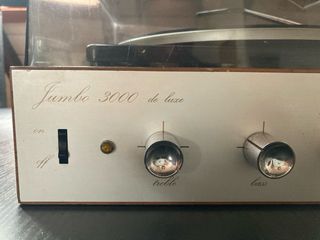 Jumbo 3000 de luxe
on
off
treble bass